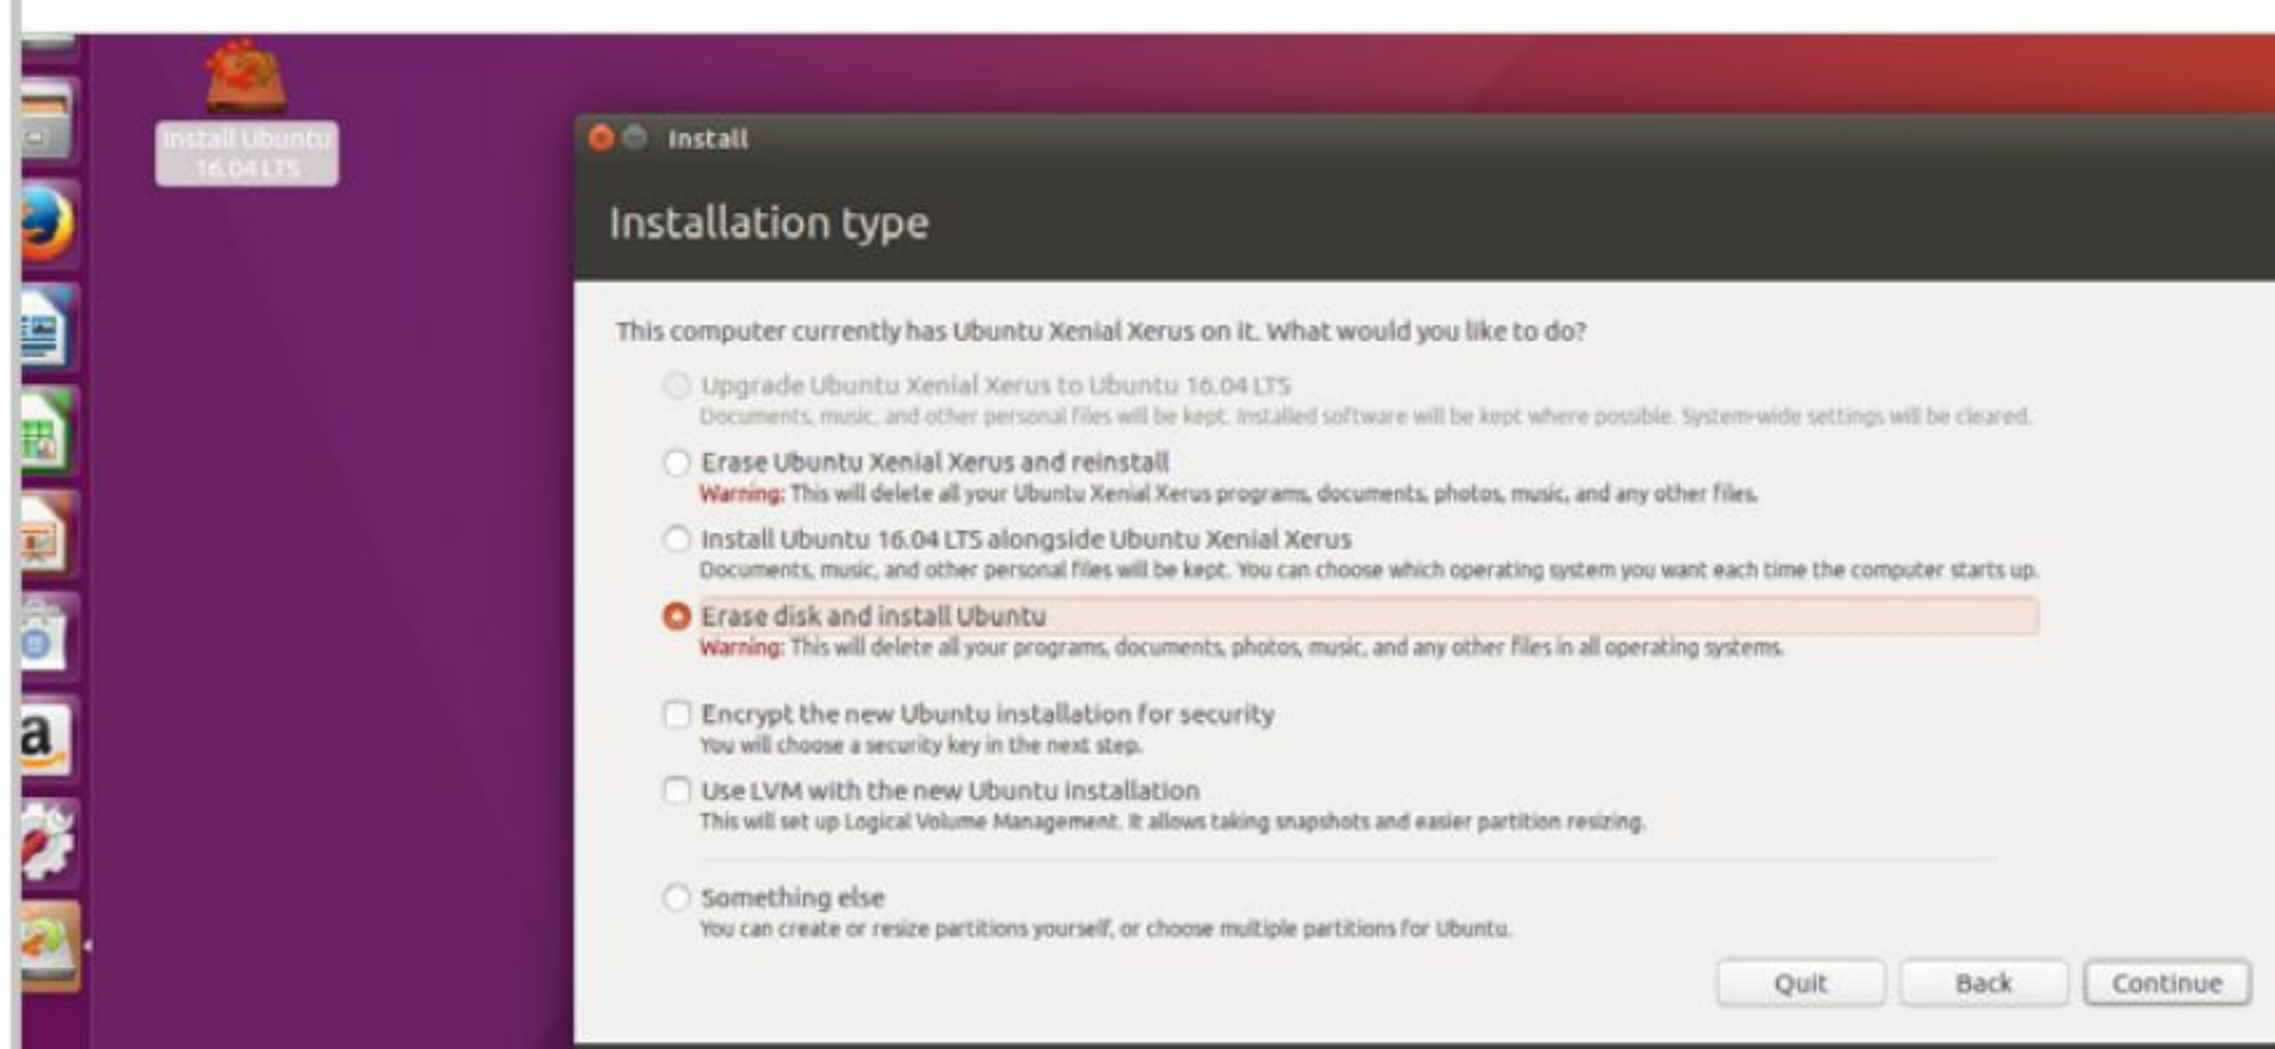 Install Ubuntu
16.04 LTS
Install
Installation type
This computer currently has Ubuntu Xenial Xerus on it. What would you like to do?
Upgrade Ubuntu Xenial Xerus to Ubuntu 16.04 LTS
Documents, music, and other personal files will be kept. Installed software will be kept where possible. System-wide settings will be cleared.
Erase Ubuntu Xenial Xerus and reinstall
Warning: This will delete all your Ubuntu Xenial Xerus programs, documents, photos, music, and any other files.
Install Ubuntu 16.04 LTS alongside Ubuntu Xenial Xerus
Documents, music, and other personal files will be kept. You can choose which operating system you want each time the computer starts up.
Erase disk and install Ubuntu
Warning: This will delete all your programs, documents, photos, music, and any other files in all operating systems.
Encrypt the new Ubuntu installation for security
You will choose a security key in the next step.
Use LVM with the new Ubuntu installation
This will set up Logical Volume Management. It allows taking snapshots and easier partition resizing.
Something else
You can create or resize partitions yourself, or choose multiple partitions for Ubuntu.
Quit
Back
Continue
a